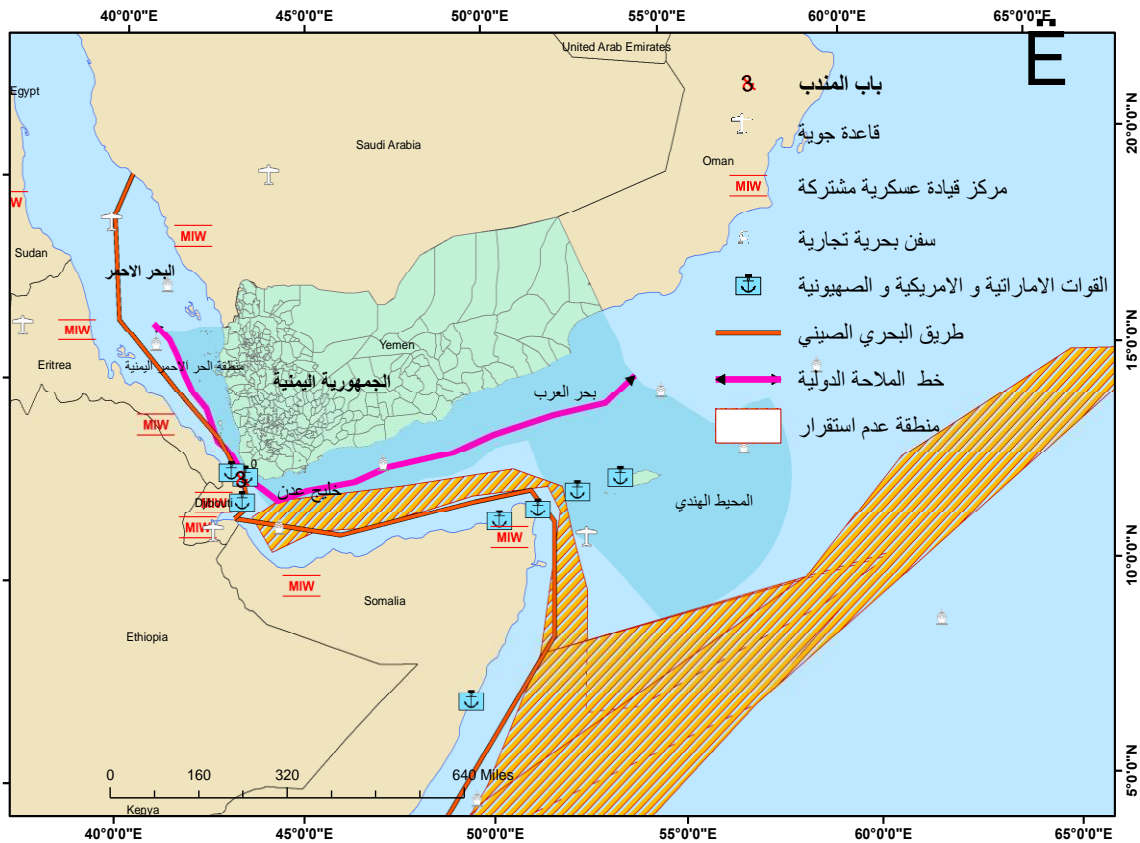 40°0'0"E 45°0'0"E 50°0'0"E 55°0'0"E 60°0'0"E 65°0'0"E
Ë
United Arab Emirates
Egypt
& باب المندب
20°0'0"N
قاعدة جوية
Saudi Arabia
Oman
MIW مركز قيادة عسكرية مشتركة
W
MIW
سفن بحرية تجارية
Sudan
البحر الاحمر
القوات الاماراتية و الامريكية و الصهيونية
MIW
طريق البحري الصيني
15°0'0"N
Yemen
Eritrea
منطقة الحر الاحمر اليمنية
الجمهورية اليمنية
خط الملاحة الدولية
بحر العرب
MIW
منطقة عدم استقرار
0
&
خليج عدن
المحيط الهندي
MIW
Djibouti
MIW
MIW
10°0'0"N
MIW
Somalia
Ethiopia
0 160 320 640 Miles
5°0'0"N
Kenya
40°0'0"E 45°0'0"E 50°0'0"E 55°0'0"E 60°0'0"E 65°0'0"E